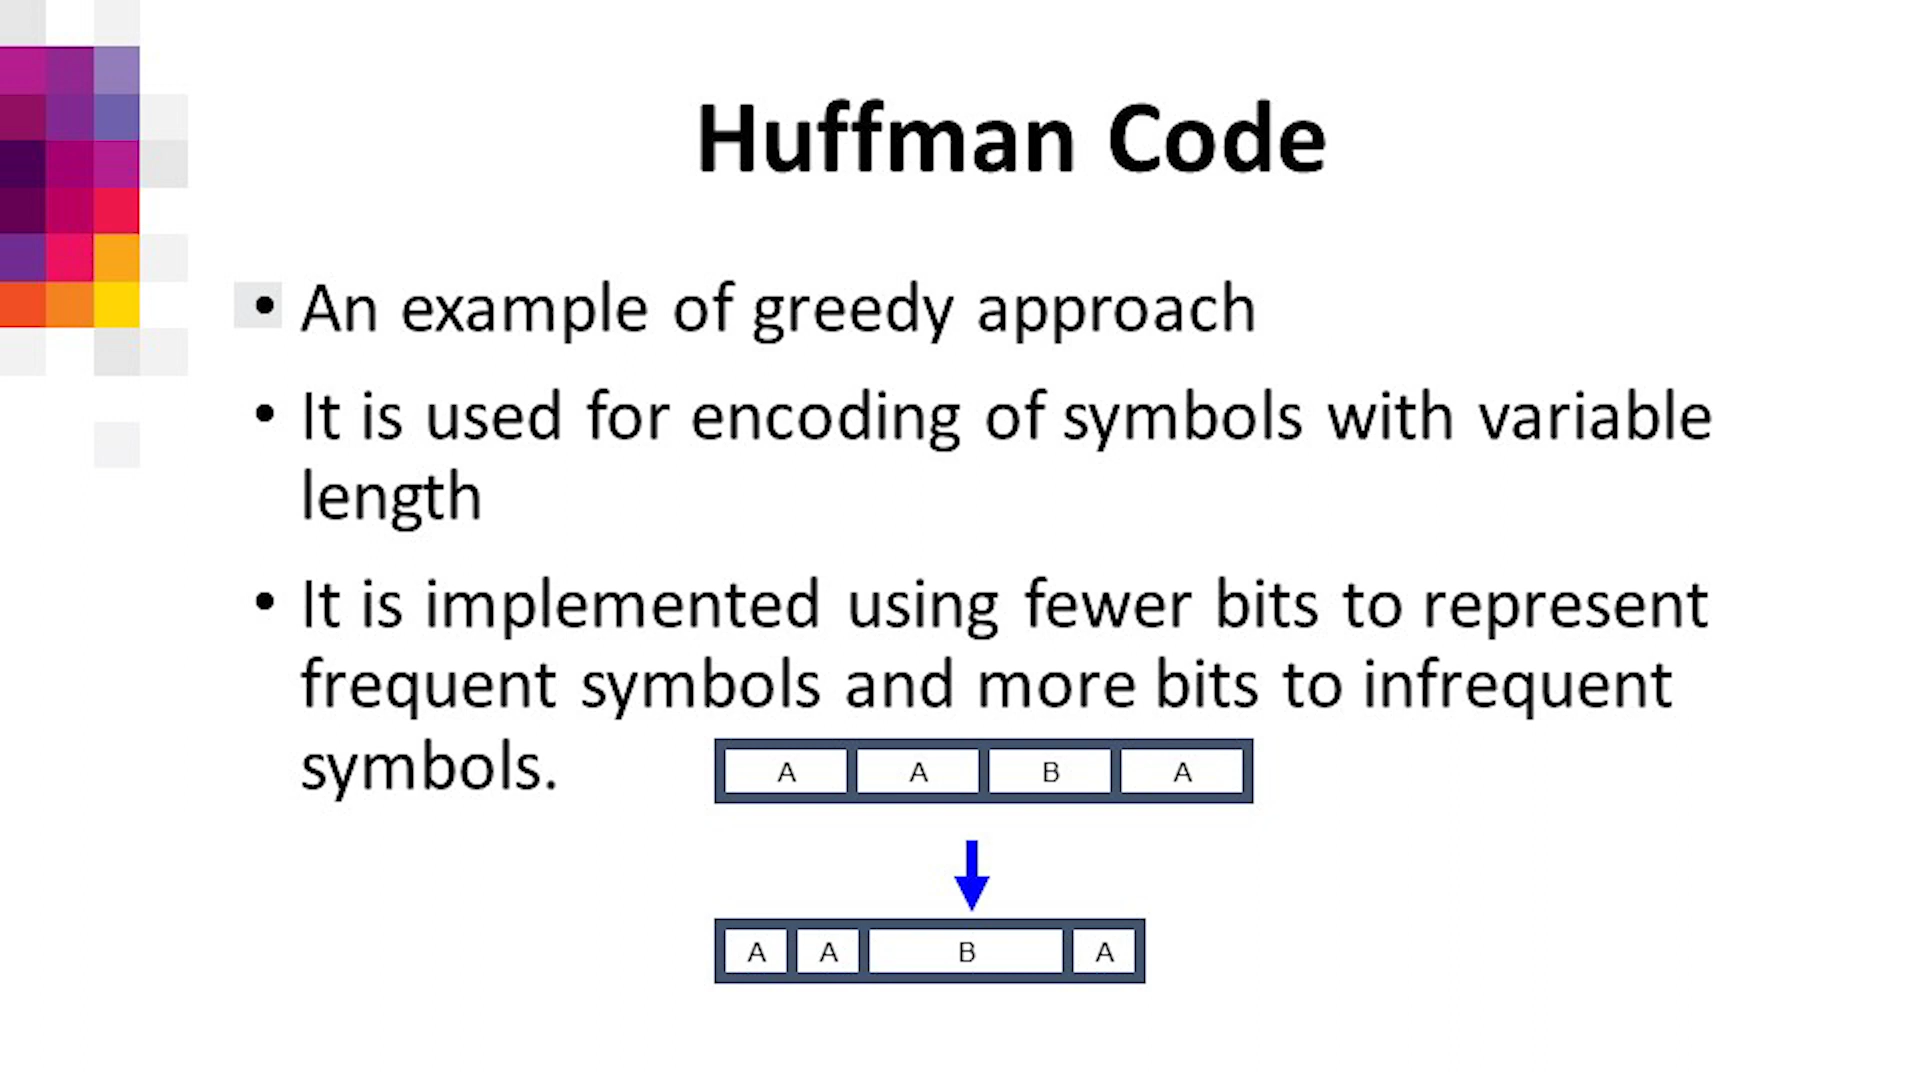 Huffman Code
• An example of greedy approach
• It is used for encoding of symbols with variable
length
• It is implemented using fewer bits to represent
frequent symbols and more bits to infrequent
symbols.
A A B A
A A B A